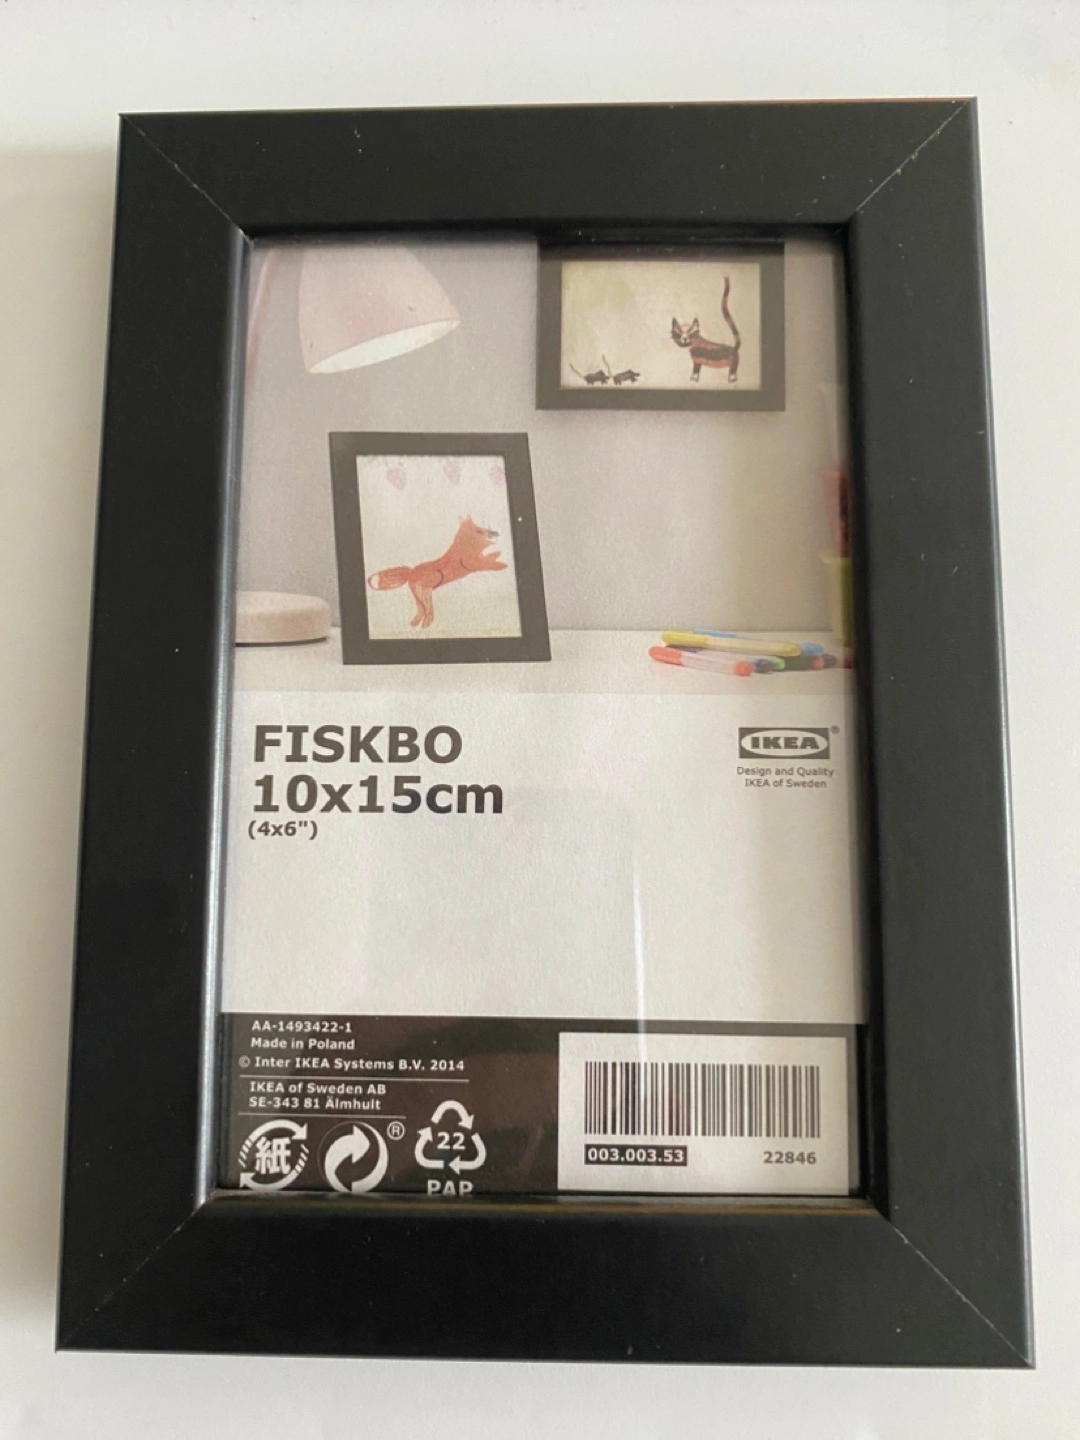 FISKBO
10x15cm
(4x6")
IKEA®
Design and Quality
IKEA of Sweden
AA-1493422-1
Made in Poland
© Inter IKEA Systems B.V. 2014
IKEA of Sweden AB
SE-343 81 Älmhult
紙
®
22
PAP
003.003.53
22846